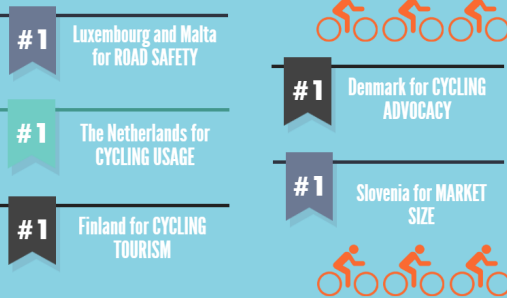 #1
Luxembourg and Malta
for ROAD SAFETY
#1
The Netherlands for
CYCLING USAGE
#1
Finland for CYCLING
TOURISM
#1
Denmark for CYCLING
ADVOCACY
#1
Slovenia for MARKET
SIZE